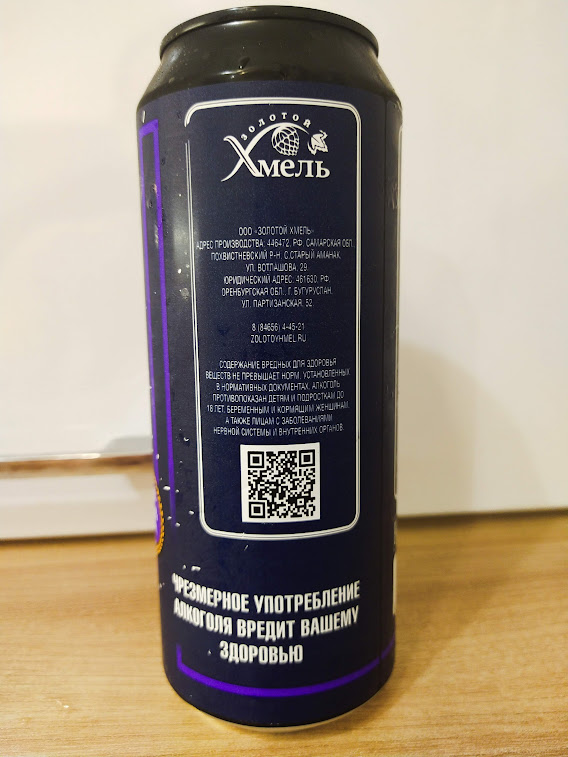 ЗОЛОТОЙ
Хмель
ООО «ЗОЛОТОЙ ХМЕЛЬ»
АДРЕС ПРОИЗВОДСТВА: 446472, РФ, САМАРСКАЯ ОБЛ.,
ПОХВИСТНЕВСКИЙ Р-Н, С.СТАРЫЙ АМАНАК,
УЛ. ВОТЛАШОВА, 29.
ЮРИДИЧЕСКИЙ АДРЕС: 461630, РФ,
ОРЕНБУРГСКАЯ ОБЛ., Г. БУГУРУСЛАН,
УЛ. ПАРТИЗАНСКАЯ, 52.
8 (84656) 4-45-21
ZOLOTOYHMEL.RU
СОДЕРЖАНИЕ ВРЕДНЫХ ДЛЯ ЗДОРОВЬЯ
ВЕЩЕСТВ НЕ ПРЕВЫШАЕТ НОРМ, УСТАНОВЛЕННЫХ
В НОРМАТИВНЫХ ДОКУМЕНТАХ. АЛКОГОЛЬ
ПРОТИВОПОКАЗАН ДЕТЯМ И ПОДРОСТКАМ ДО
18 ЛЕТ, БЕРЕМЕННЫМ И КОРМЯЩИМ ЖЕНЩИНАМ,
А ТАКЖЕ ЛИЦАМ С ЗАБОЛЕВАНИЯМИ
НЕРВНОЙ СИСТЕМЫ И ВНУТРЕННИХ ОРГАНОВ.
ЧРЕЗМЕРНОЕ УПОТРЕБЛЕНИЕ
АЛКОГОЛЯ ВРЕДИТ ВАШЕМУ
ЗДОРОВЬЮ